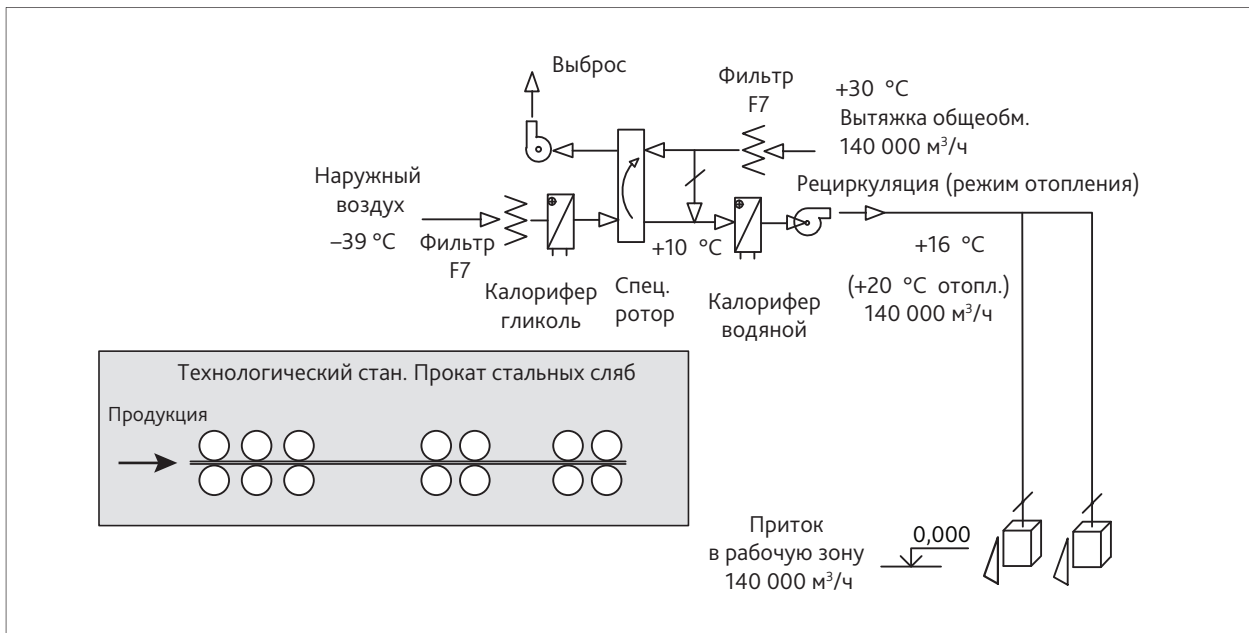 Выброс
Фильтр
F7
+30 °C
Вытяжка общеобм.
140 000 м³/ч
Наружный
воздух
–39 °C
Фильтр
F7
Калорифер
гликоль
Спец.
ротор
+10 °C
Калорифер
водяной
Рециркуляция (режим отопления)
+16 °C
(+20 °C отопл.)
140 000 м³/ч
Технологический стан. Прокат стальных сляб
Продукция
Приток
в рабочую зону
140 000 м³/ч
0,000